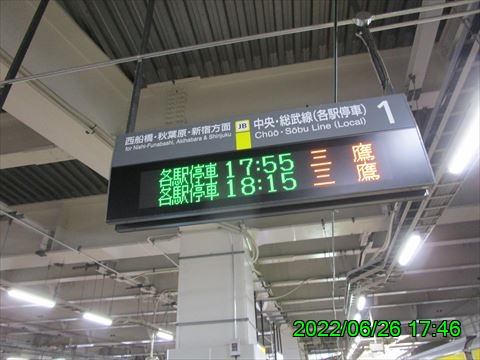 西船橋・秋葉原・新宿方面
for Nishi-Funabashi, Akihabara & Shinjuku
JB
中央・総武線(各駅停車)
Chūō・Sōbu Line (Local)
1
各駅停車 17:55 三鷹
各駅停車 18:15 三鷹
2022/06/26 17:46